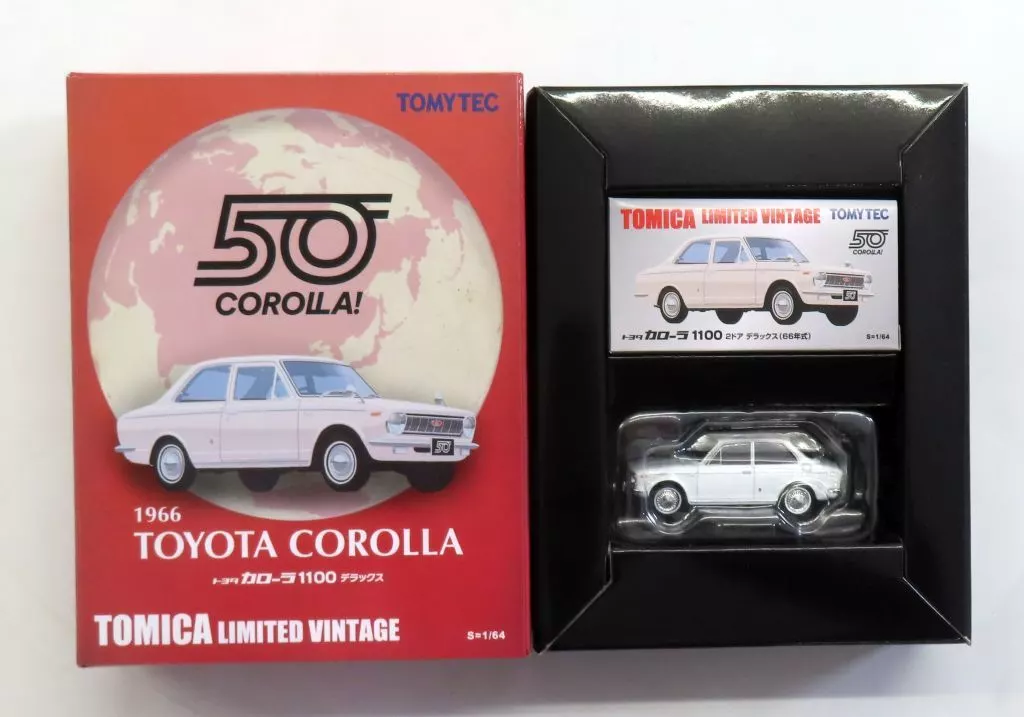 TOMYTEC
50
COROLLA!
50
1966
TOYOTA COROLLA
トヨタ カローラ 1100 デラックス
TOMICA LIMITED VINTAGE
S=1/64
TOMICA LIMITED VINTAGE TOMYTEC
50
COROLLA!
50
トヨタ カローラ 1100 2ドア デラックス(66年式)
S=1/64